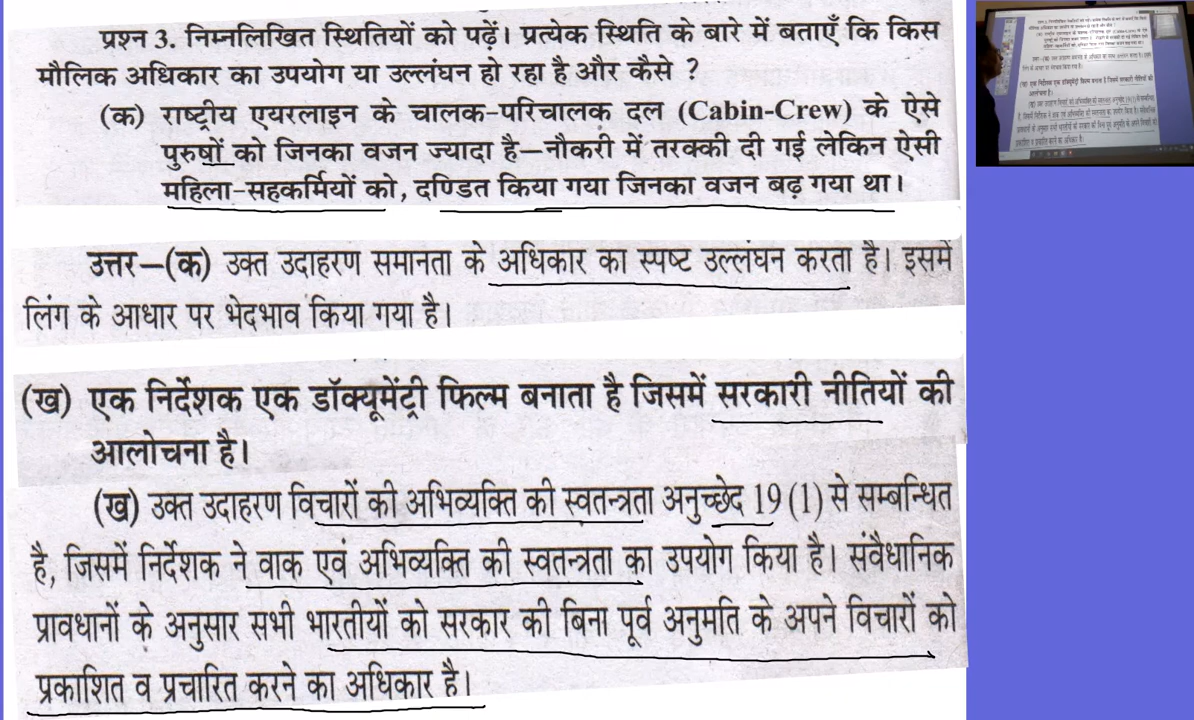 प्रश्न 3. निम्नलिखित स्थितियों को पढ़ें। प्रत्येक स्थिति के बारे में बताएँ कि किस
मौलिक अधिकार का उपयोग या उल्लघंन हो रहा है और कैसे ?
(क) राष्ट्रीय एयरलाइन के चालक-परिचालक दल (Cabin-Crew) के ऐसे
पुरुषों को जिनका वजन ज्यादा है—नौकरी में तरक्की दी गई लेकिन ऐसी
महिला-सहकर्मियों को, दण्डित किया गया जिनका वजन बढ़ गया था।
उत्तर—(क) उक्त उदाहरण समानता के अधिकार का स्पष्ट उल्लंघन करता है। इसमें
लिंग के आधार पर भेदभाव किया गया है।
(ख) एक निर्देशक एक डॉक्यूमेंट्री फिल्म बनाता है जिसमें सरकारी नीतियों की
आलोचना है।
(ख) उक्त उदाहरण विचारों की अभिव्यक्ति की स्वतन्त्रता अनुच्छेद 19 (1) से सम्बन्धित
है, जिसमें निर्देशक ने वाक एवं अभिव्यक्ति की स्वतन्त्रता का उपयोग किया है। संवैधानिक
प्रावधानों के अनुसार सभी भारतीयों को सरकार की बिना पूर्व अनुमति के अपने विचारों को
प्रकाशित व प्रचारित करने का अधिकार है।